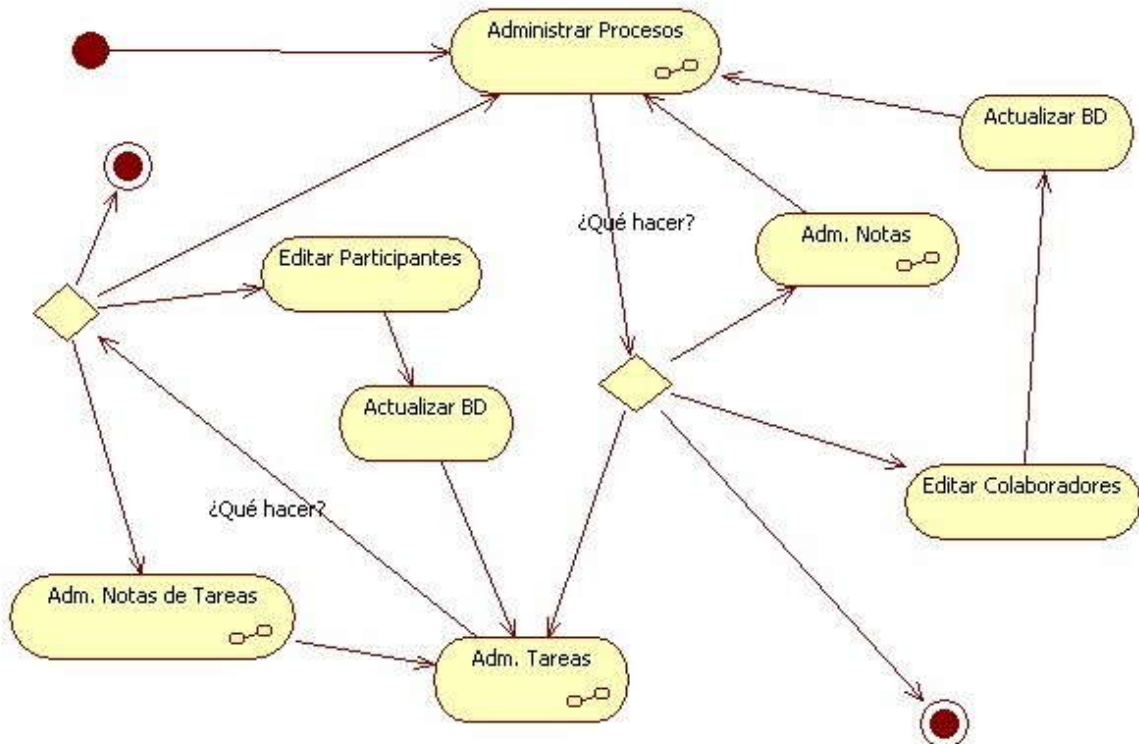 Administrar Procesos
Actualizar BD
¿Qué hacer?
Adm. Notas
Editar Participantes
Actualizar BD
Editar Colaboradores
¿Qué hacer?
Adm. Notas de Tareas
Adm. Tareas